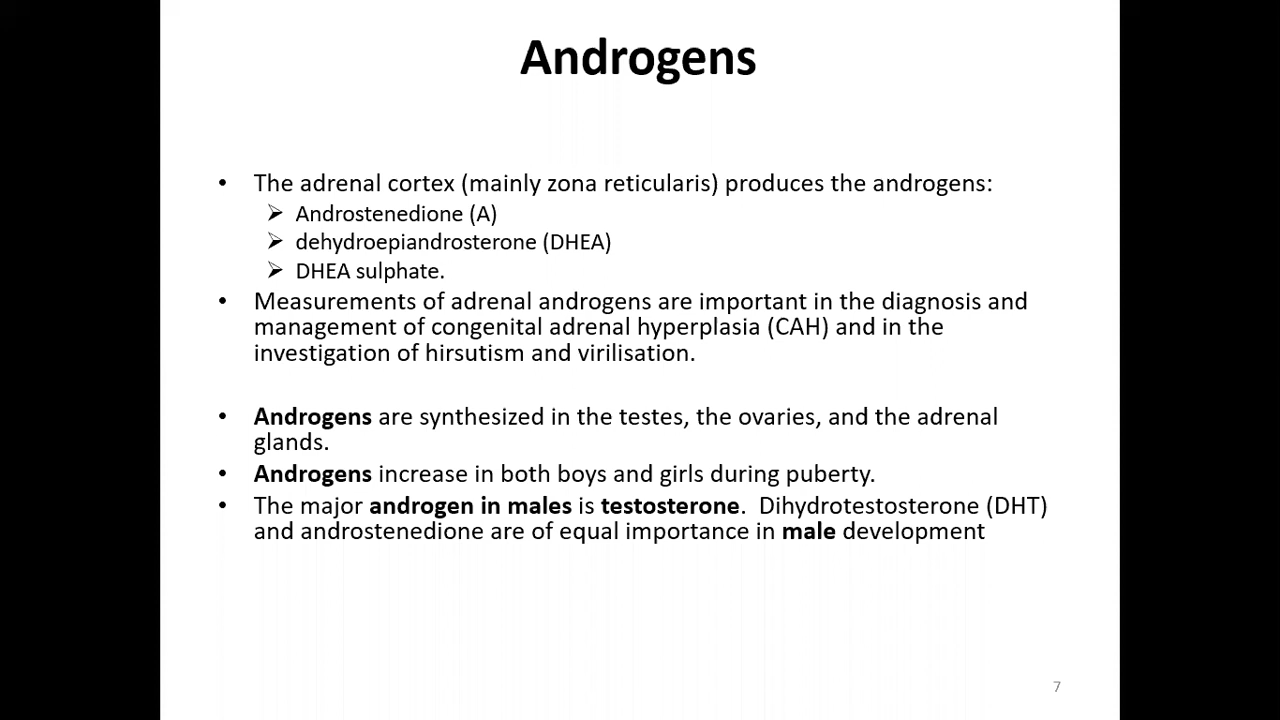 Androgens
• The adrenal cortex (mainly zona reticularis) produces the androgens:
➢ Androstenedione (A)
➢ dehydroepiandrosterone (DHEA)
➢ DHEA sulphate.
• Measurements of adrenal androgens are important in the diagnosis and
management of congenital adrenal hyperplasia (CAH) and in the
investigation of hirsutism and virilisation.
• Androgens are synthesized in the testes, the ovaries, and the adrenal
glands.
• Androgens increase in both boys and girls during puberty.
• The major androgen in males is testosterone. Dihydrotestosterone (DHT)
and androstenedione are of equal importance in male development
7